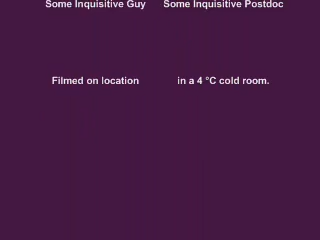 Some Inquisitive Guy Some Inquisitive Postdoc
Filmed on location in a 4 °C cold room.